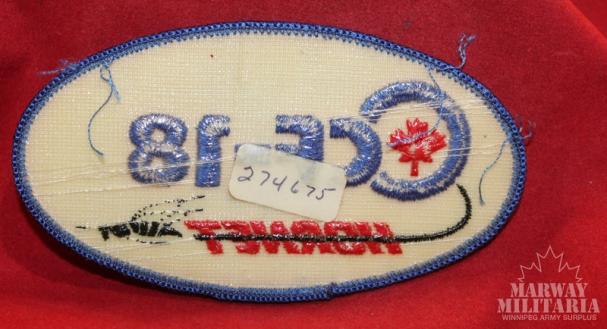 CF-18
274675
HORNET
MARWAY
MILITARIA
WINNIPEG ARMY SURPLUS